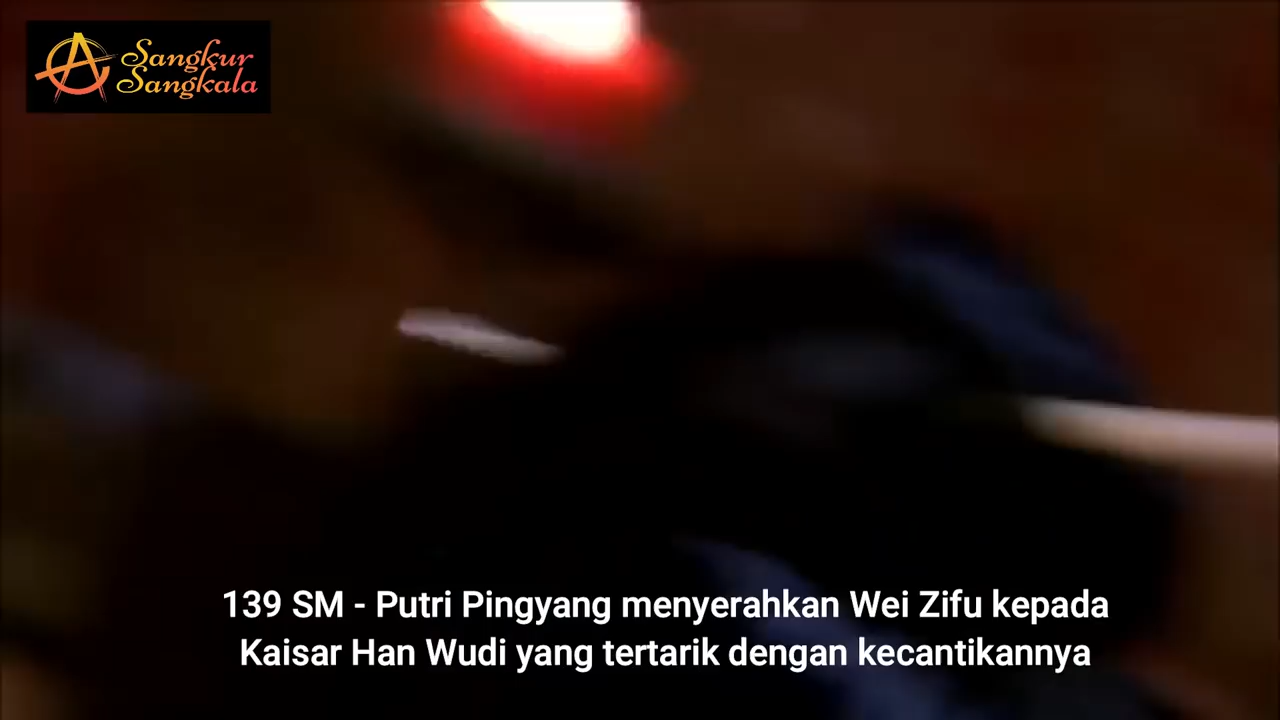 Sangkur
Sangkala
139 SM - Putri Pingyang menyerahkan Wei Zifu kepada
Kaisar Han Wudi yang tertarik dengan kecantikannya